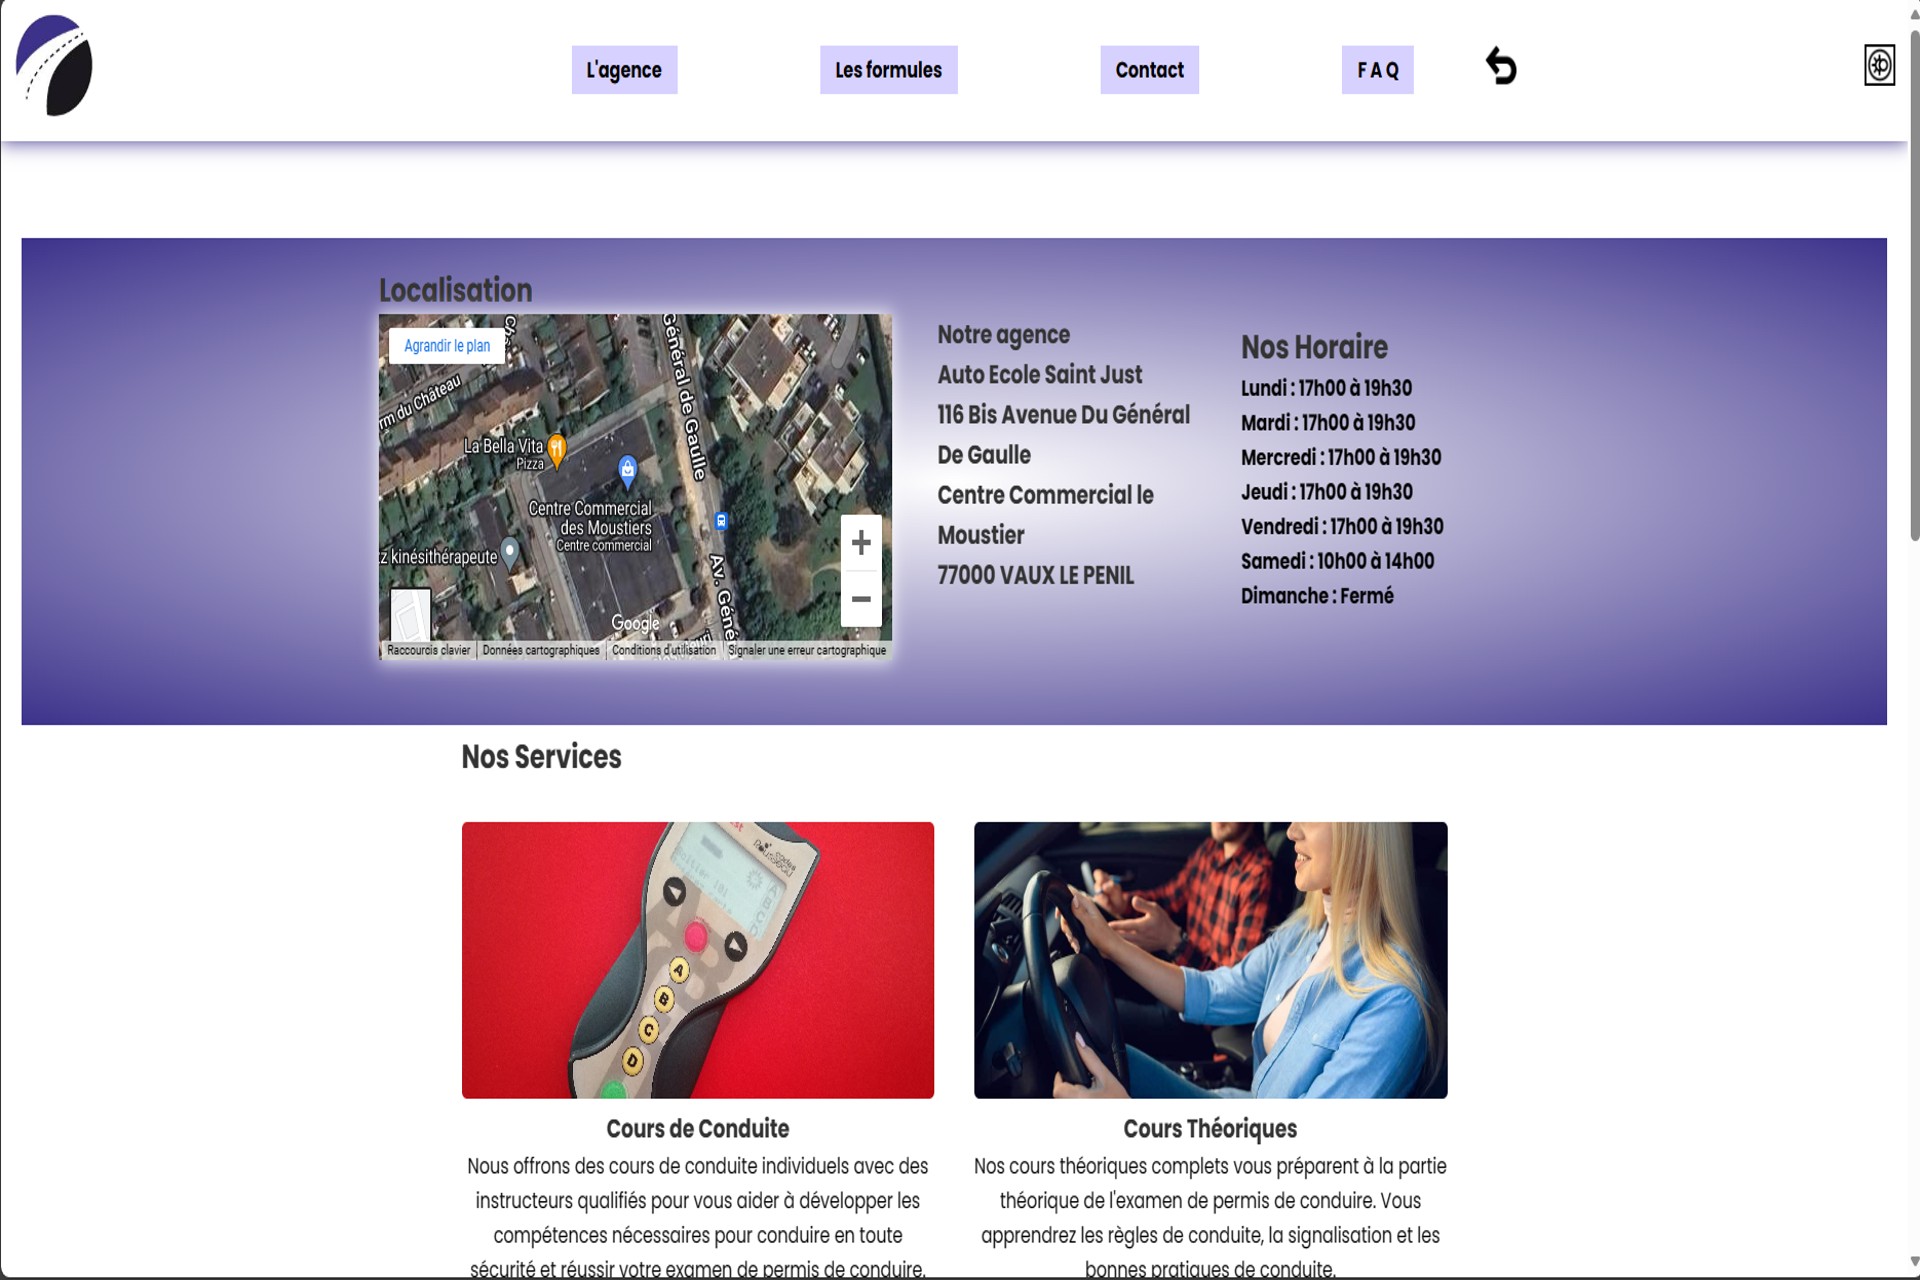 L'agence
Les formules
Contact
F A Q
Localisation
Agrandir le plan
Général de Gaulle
rm du Château
La Bella Vita
Pizza
Centre Commercial
des Moustiers
Centre commercial
z kinésithérapeute
Av. Géné
Google
Raccourcis clavier
Données cartographiques
Conditions d'utilisation
Signaler une erreur cartographique
Notre agence
Auto Ecole Saint Just
116 Bis Avenue Du Général
De Gaulle
Centre Commercial le
Moustier
77000 VAUX LE PENIL
Nos Horaire
Lundi : 17h00 à 19h30
Mardi : 17h00 à 19h30
Mercredi : 17h00 à 19h30
Jeudi : 17h00 à 19h30
Vendredi : 17h00 à 19h30
Samedi : 10h00 à 14h00
Dimanche : Fermé
Nos Services
A
B
C
D
A
B
C
D
Cours de Conduite
Nous offrons des cours de conduite individuels avec des
instructeurs qualifiés pour vous aider à développer les
compétences nécessaires pour conduire en toute
sécurité et réussir votre examen de permis de conduire.
Cours Théoriques
Nos cours théoriques complets vous préparent à la partie
théorique de l'examen de permis de conduire. Vous
apprendrez les règles de conduite, la signalisation et les
bonnes pratiques de conduite.